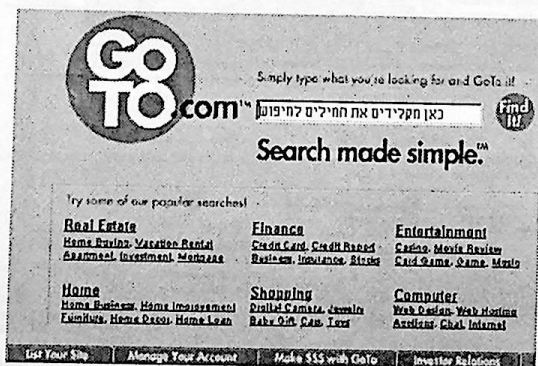 GO
TO.com™
Simply type what you're looking for and GoTo it!
כאן מקלידים את המילים לחיפוש
Find It!
Search made simple.™
Try some of our popular searches!
Real Estate
Home Buying, Vacation Rental
Apartment, Investment, Mortgage
Finance
Credit Card, Credit Report
Business, Insurance, Stocks
Entertainment
Casino, Movie Review
Card Game, Game, Music
Home
Home Business, Home Improvement
Furniture, Home Decor, Home Loan
Shopping
Digital Camera, Jewelry
Baby Gift, Cars, Toys
Computer
Web Design, Web Hosting
Auctions, Chat, Internet
List Your Site
Manage Your Account
Make $$$ with GoTo
Investor Relations